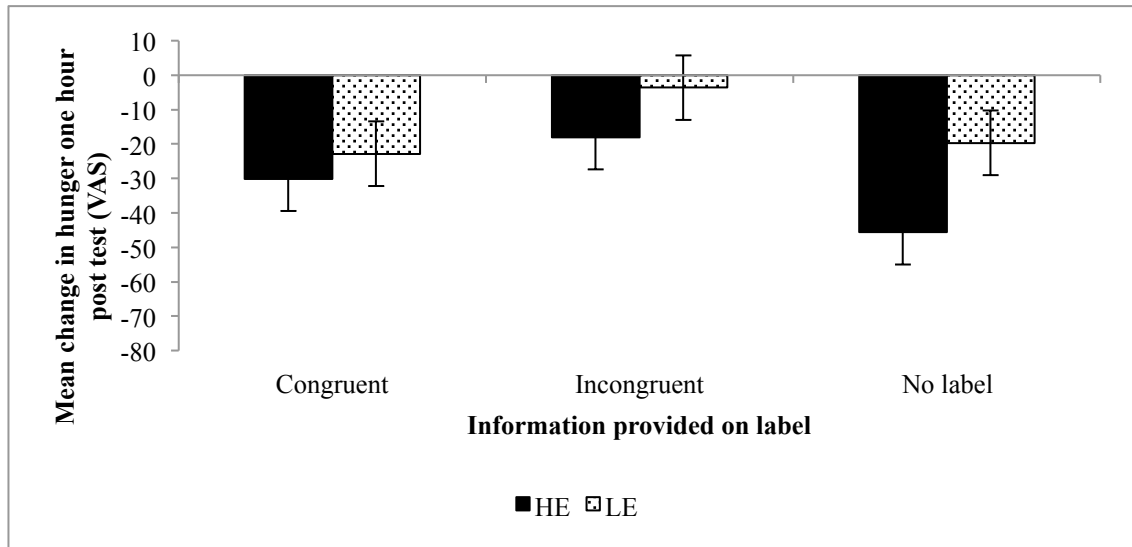 Mean change in hunger one hour
post test (VAS)
10
0
-10
-20
-30
-40
-50
-60
-70
-80
Congruent
Incongruent
No label
Information provided on label
HE
LE